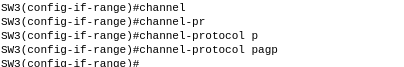 SW3(config-if-range)#channel
SW3(config-if-range)#channel-pr
SW3(config-if-range)#channel-protocol p
SW3(config-if-range)#channel-protocol pagp
SW3(config-if-range)#